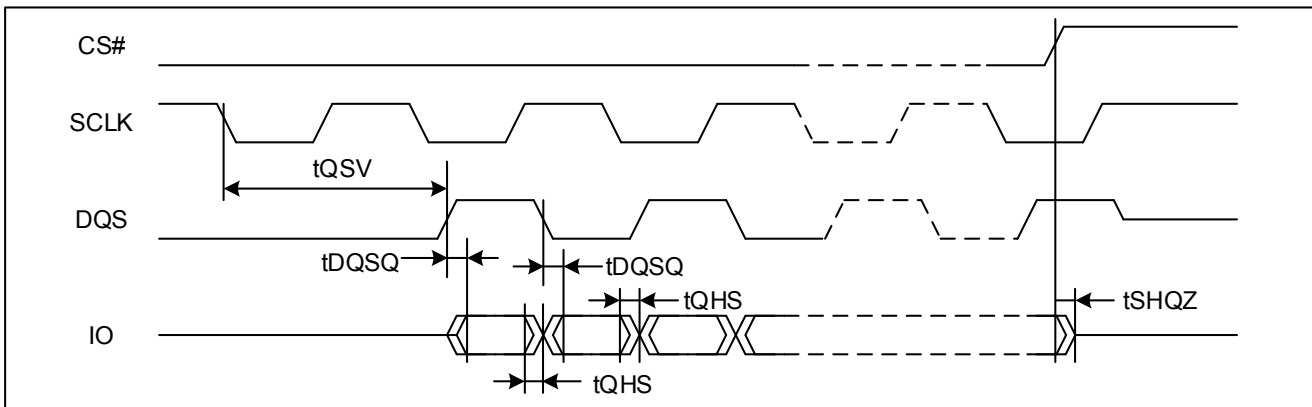 CS#
SCLK
tQSV
DQS
tDQSQ
tDQSQ
tQHS
tSHQZ
IO
tQHS